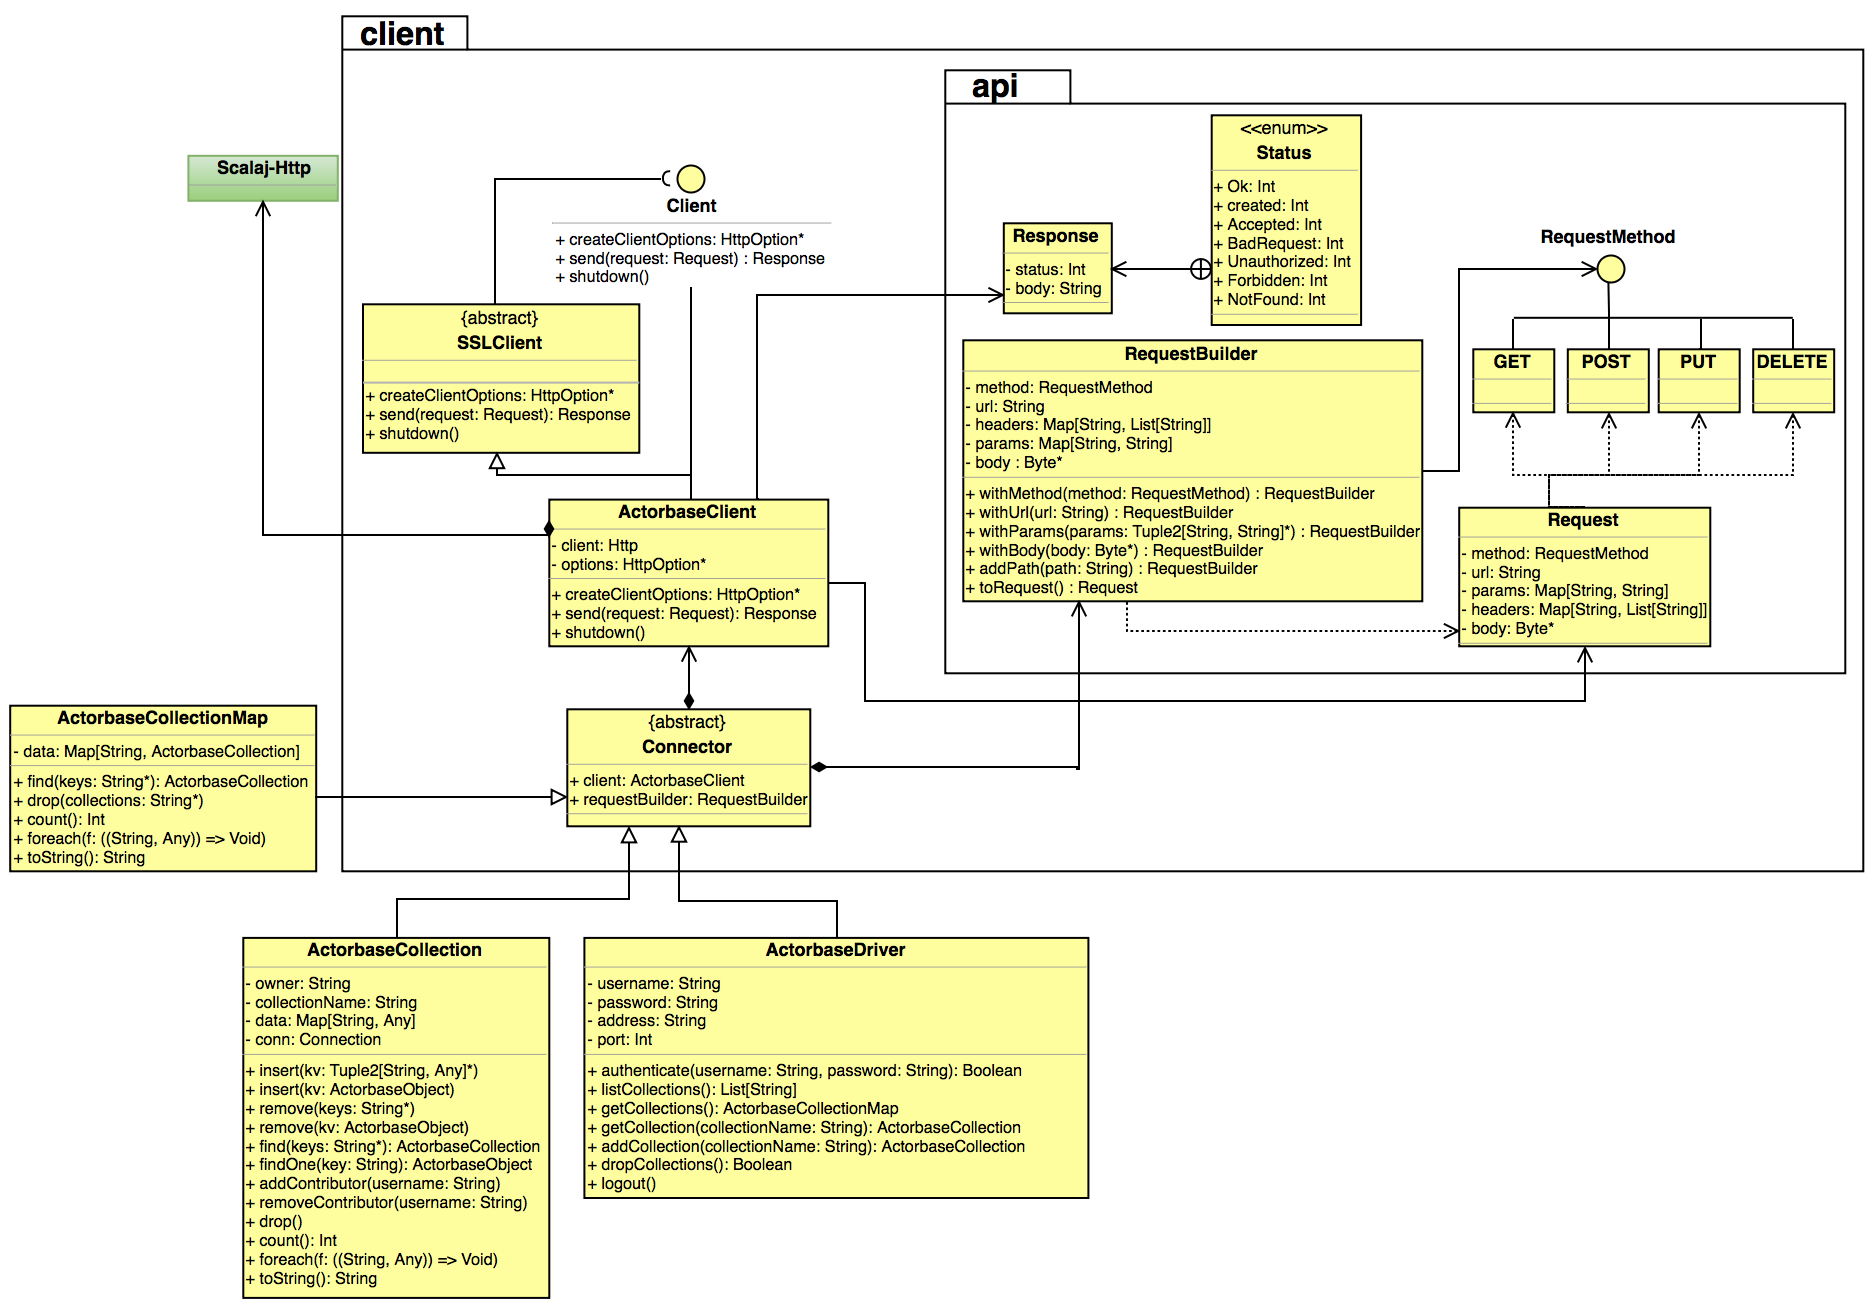 client
api
Scalaj-Http
Client
+ createClientOptions: HttpOption*
+ send(request: Request) : Response
+ shutdown()
{abstract}
SSLClient
+ createClientOptions: HttpOption*
+ send(request: Request): Response
+ shutdown()
<<enum>>
Status
+ Ok: Int
+ created: Int
+ Accepted: Int
+ BadRequest: Int
+ Unauthorized: Int
+ Forbidden: Int
+ NotFound: Int
Response
- status: Int
- body: String
RequestMethod
GET
POST
PUT
DELETE
RequestBuilder
- method: RequestMethod
- url: String
- headers: Map[String, List[String]]
- params: Map[String, String]
- body : Byte*
+ withMethod(method: RequestMethod) : RequestBuilder
+ withUrl(url: String) : RequestBuilder
+ withParams(params: Tuple2[String, String]*) : RequestBuilder
+ withBody(body: Byte*) : RequestBuilder
+ addPath(path: String) : RequestBuilder
+ toRequest() : Request
Request
- method: RequestMethod
- url: String
- params: Map[String, String]
- headers: Map[String, List[String]]
- body: Byte*
ActorbaseClient
- client: Http
- options: HttpOption*
+ createClientOptions: HttpOption*
+ send(request: Request): Response
+ shutdown()
ActorbaseCollectionMap
- data: Map[String, ActorbaseCollection]
+ find(keys: String*): ActorbaseCollection
+ drop(collections: String*)
+ count(): Int
+ foreach(f: ((String, Any)) => Void)
+ toString(): String
{abstract}
Connector
+ client: ActorbaseClient
+ requestBuilder: RequestBuilder
ActorbaseCollection
- owner: String
- collectionName: String
- data: Map[String, Any]
- conn: Connection
+ insert(kv: Tuple2[String, Any]*)
+ insert(kv: ActorbaseObject)
+ remove(keys: String*)
+ remove(kv: ActorbaseObject)
+ find(keys: String*): ActorbaseCollection
+ findOne(key: String): ActorbaseObject
+ addContributor(username: String)
+ removeContributor(username: String)
+ drop()
+ count(): Int
+ foreach(f: ((String, Any)) => Void)
+ toString(): String
ActorbaseDriver
- username: String
- password: String
- address: String
- port: Int
+ authenticate(username: String, password: String): Boolean
+ listCollections(): List[String]
+ getCollections(): ActorbaseCollectionMap
+ getCollection(collectionName: String): ActorbaseCollection
+ addCollection(collectionName: String): ActorbaseCollection
+ dropCollections(): Boolean
+ logout()